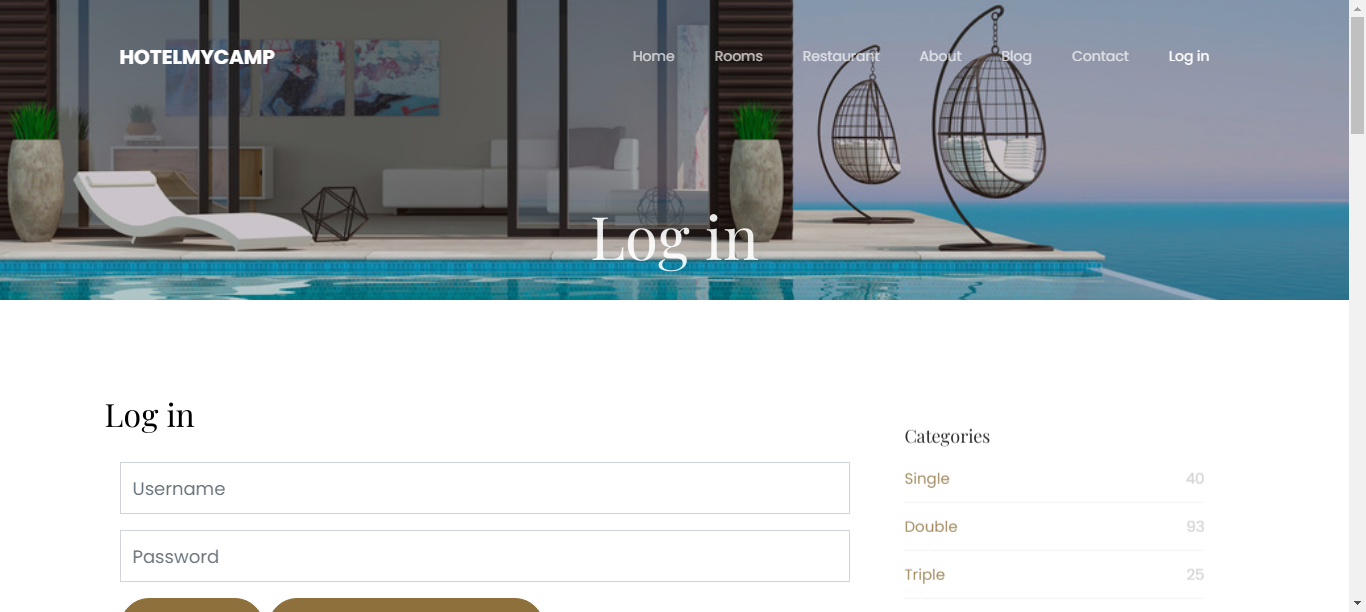 HOTELMYCAMP
Home Rooms Restaurant About Blog Contact Log in
Log in
Log in
Username
Password
Categories
Single 40
Double 93
Triple 25